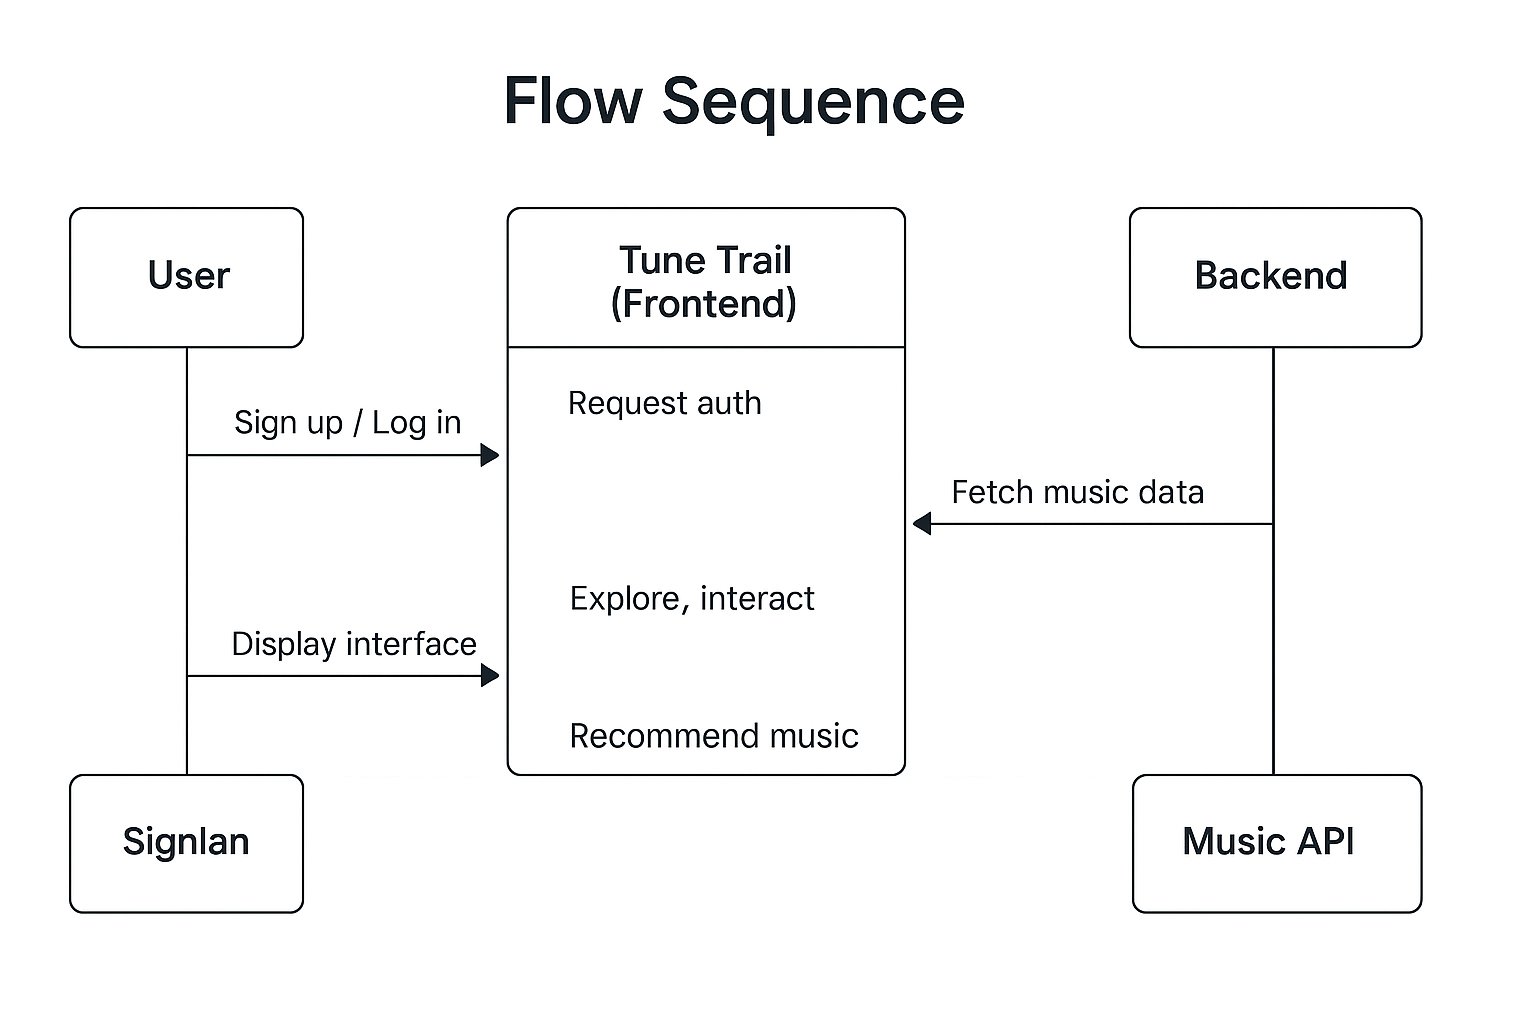 Flow Sequence
User
Tune Trail
(Frontend)
Backend
Request auth
Sign up / Log in
Fetch music data
Explore, interact
Display interface
Recommend music
Signlan
Music API